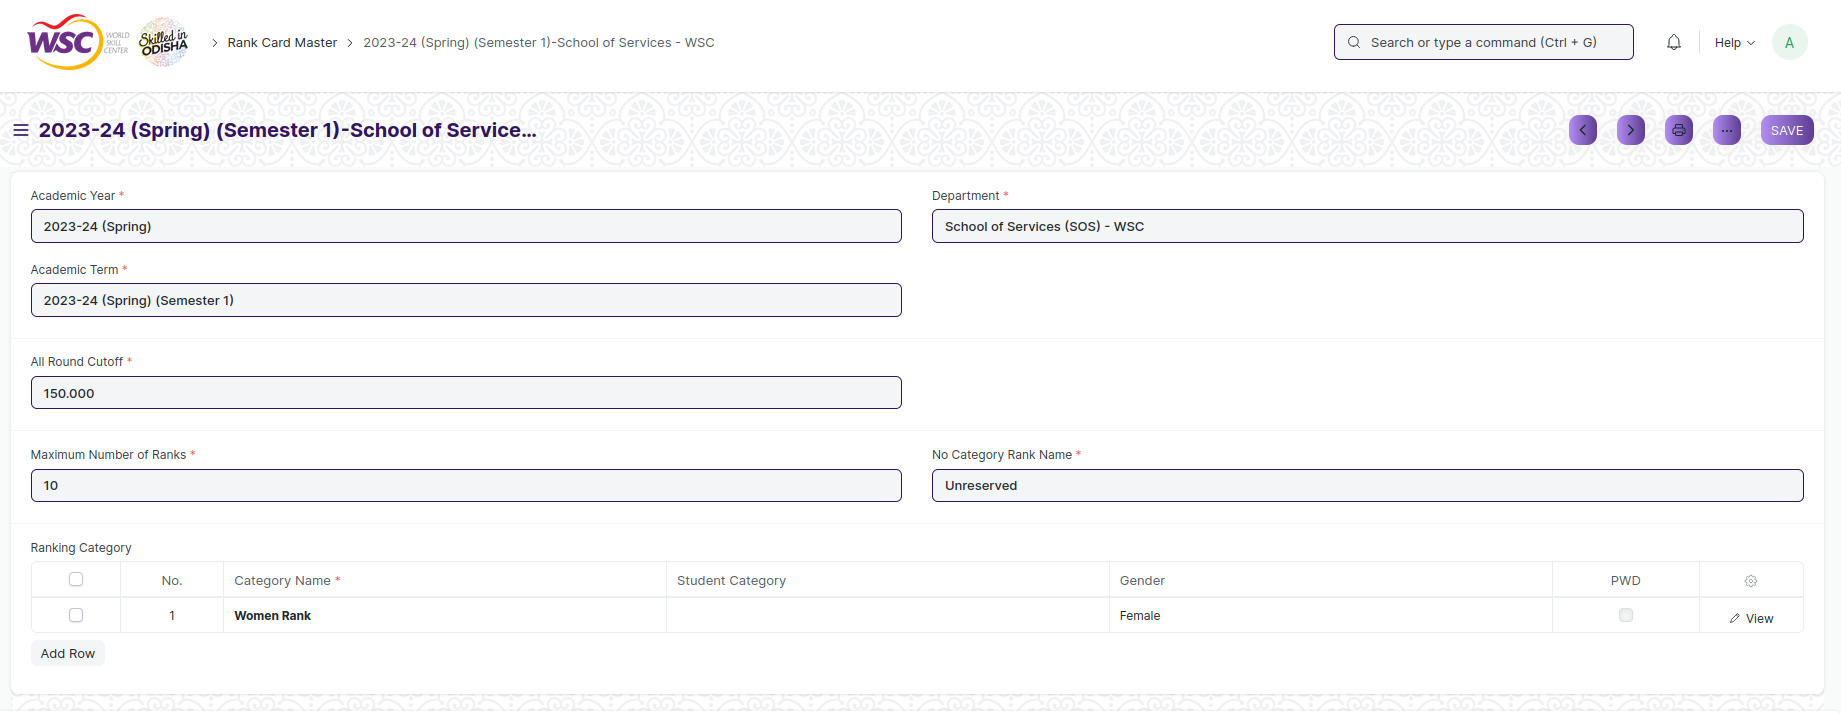 WSC WORLD SKILL CENTER
Skilled in ODISHA
Rank Card Master
2023-24 (Spring) (Semester 1)-School of Services - WSC
Search or type a command (Ctrl + G)
Help
A
2023-24 (Spring) (Semester 1)-School of Service...
SAVE
Academic Year *
Department *
2023-24 (Spring)
School of Services (SOS) - WSC
Academic Term *
2023-24 (Spring) (Semester 1)
All Round Cutoff *
150.000
Maximum Number of Ranks *
No Category Rank Name *
10
Unreserved
Ranking Category
No. Category Name * Student Category Gender PWD
1 Women Rank Female View
Add Row